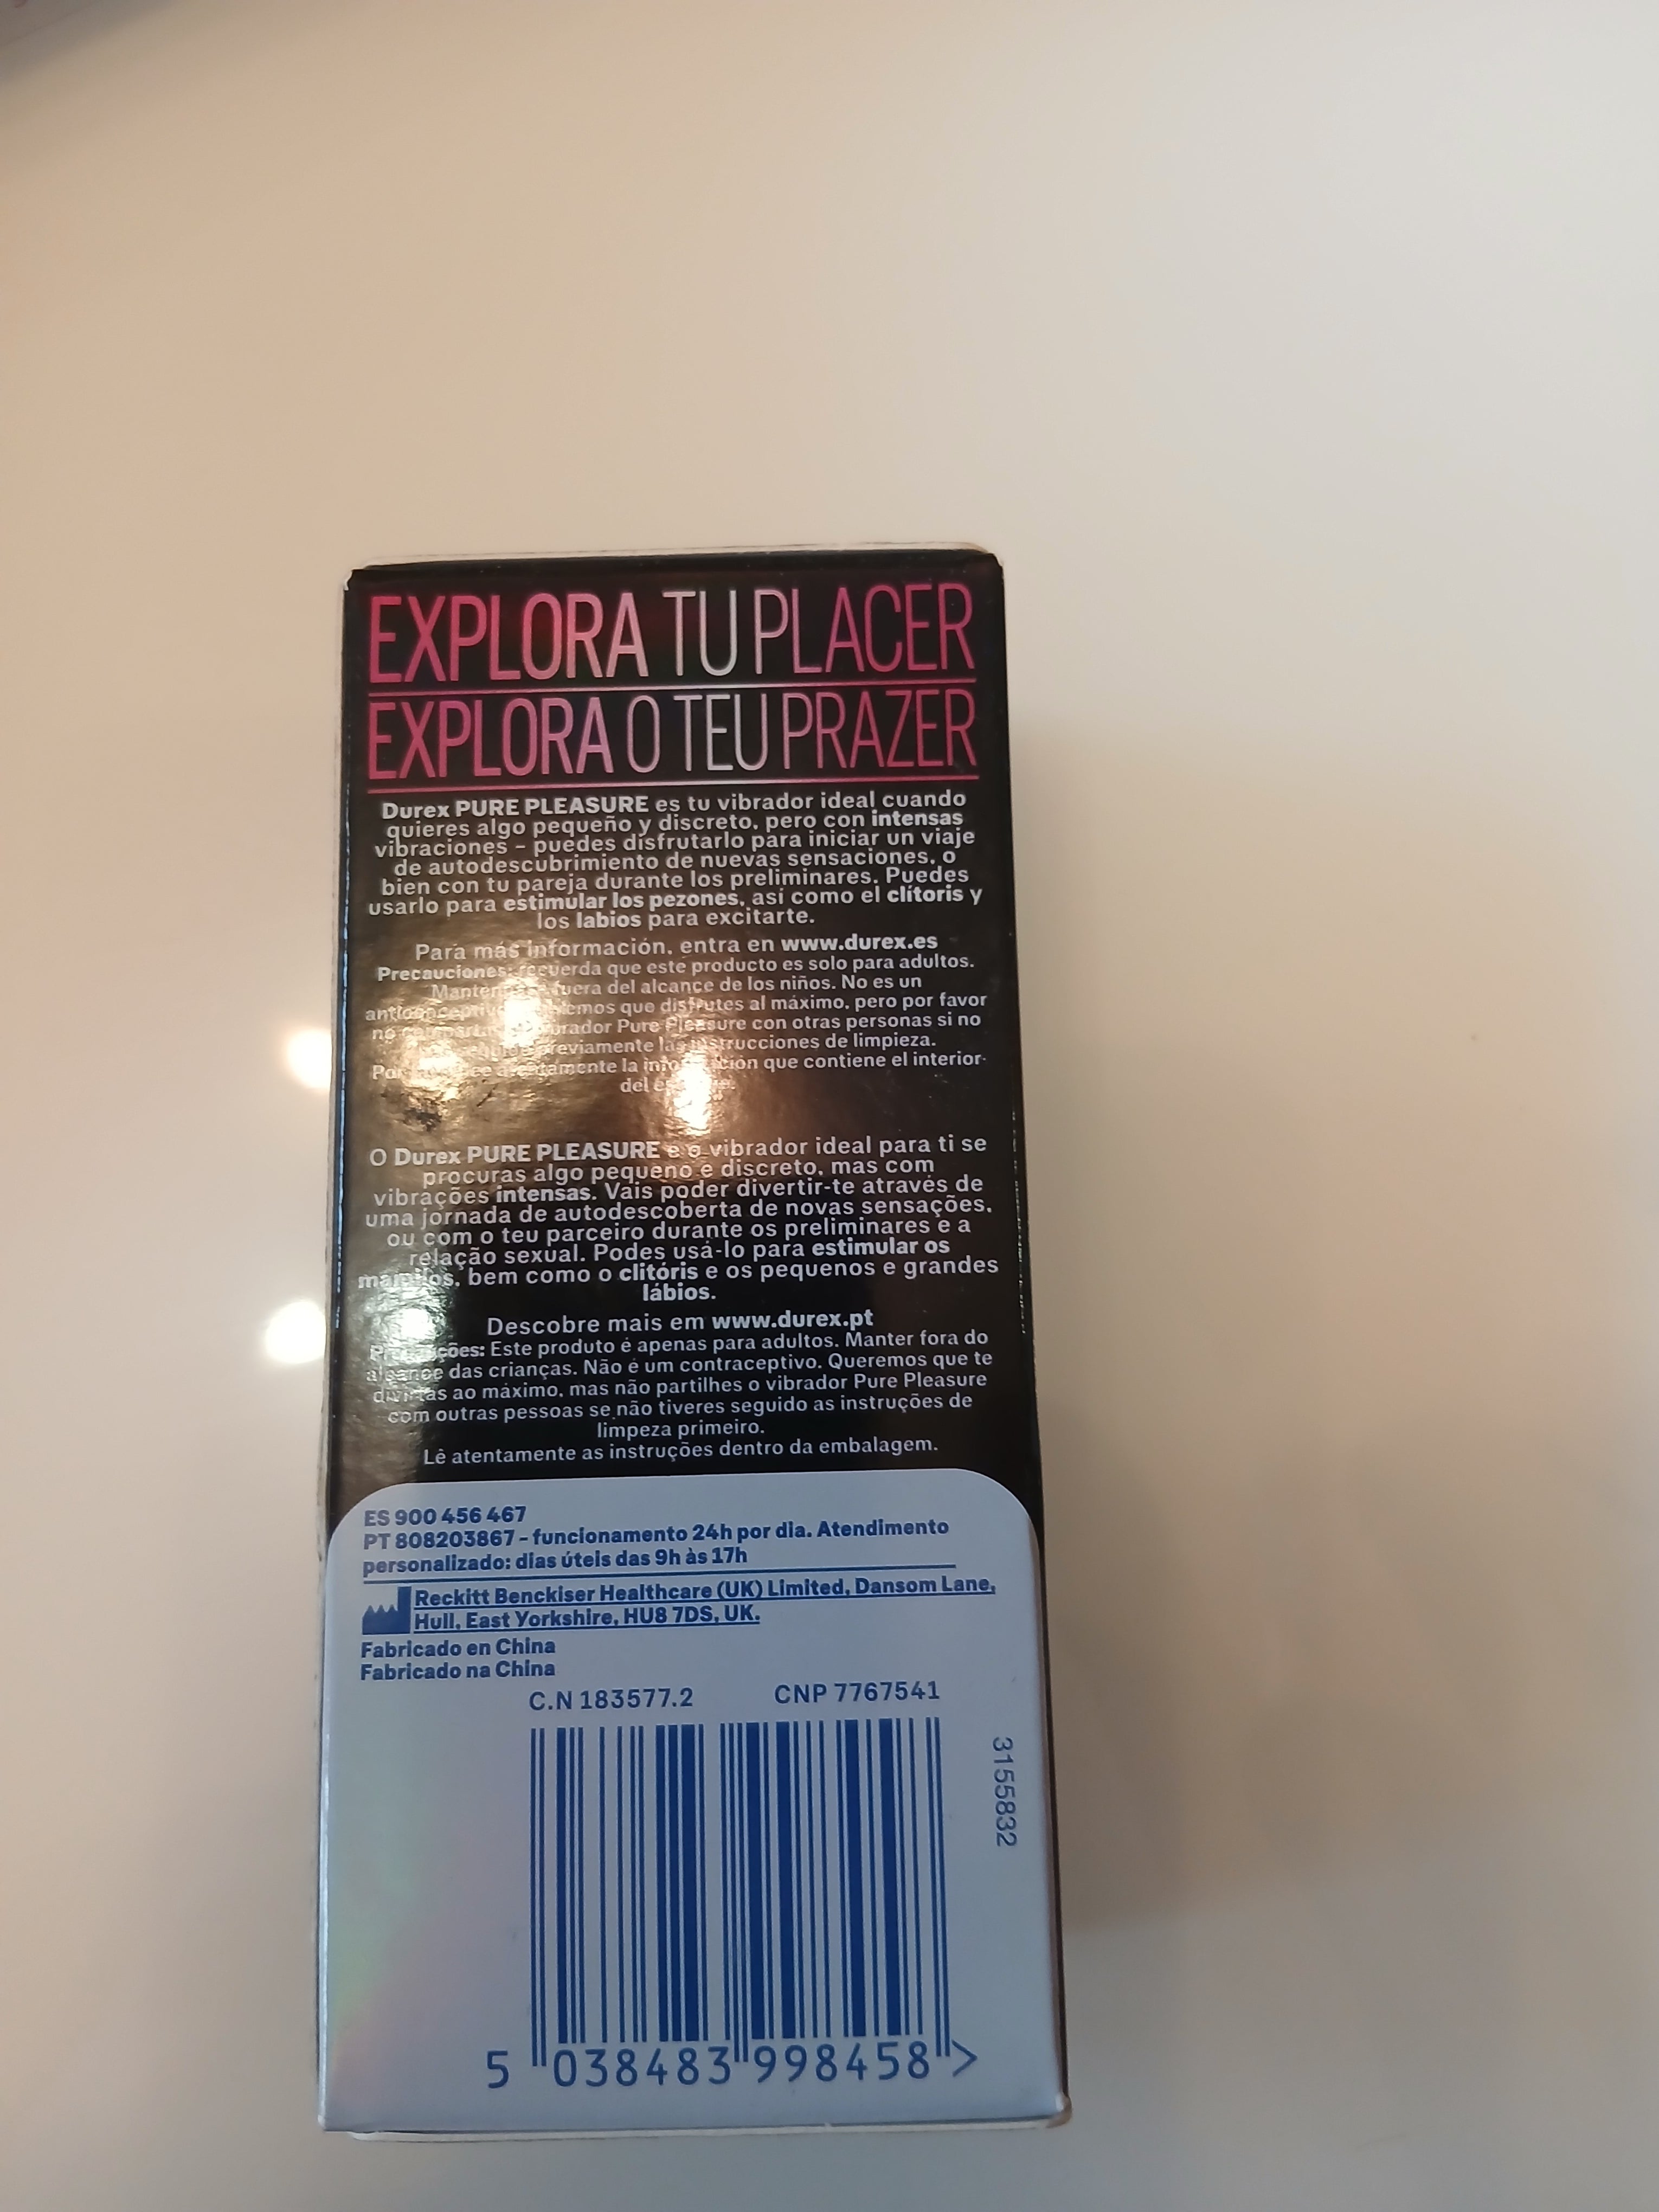 EXPLORA TU PLACER
EXPLORA O TEU PRAZER
Durex PURE PLEASURE es tu vibrador ideal cuando
quieres algo pequeño y discreto, pero con intensas
vibraciones - puedes disfrutarlo para iniciar un viaje
de autodescubrimiento de nuevas sensaciones, o
bien con tu pareja durante los preliminares. Puedes
usarlo para estimular los pezones, así como el clítoris y
los labios para excitarte.
Para más información, entra en www.durex.es
Precauciones: recuerda que este producto es solo para adultos.
fuera del alcance de los niños. No es un
que disfrutes al máximo, pero por favor
no Pure Pleasure con otras personas si no
previamente las instrucciones de limpieza.
atentamente la información que contiene el interior
del
O Durex PURE PLEASURE é o vibrador ideal para ti se
procuras algo pequeno e discreto, mas com
vibrações intensas. Vais poder divertir-te através de
uma jornada de autodescoberta de novas sensações,
ou com o teu parceiro durante os preliminares e a
relação sexual. Podes usá-lo para estimular os
mamilos, bem como o clitóris e os pequenos e grandes
lábios.
Descobre mais em www.durex.pt
Este produto é apenas para adultos. Manter fora do
alcance das crianças. Não é um contraceptivo. Queremos que te
divirtas ao máximo, mas não partilhes o vibrador Pure Pleasure
com outras pessoas se não tiveres seguido as instruções de
limpeza primeiro.
Lê atentamente as instruções dentro da embalagem.
ES 900 456 467
PT 808203867 - funcionamento 24h por dia. Atendimento
personalizado: dias úteis das 9h às 17h
Reckitt Benckiser Healthcare (UK) Limited, Dansom Lane,
Hull, East Yorkshire, HU8 7DS, UK.
Fabricado en China
Fabricado na China
C.N 183577.2 CNP 7767541
3155832
5 038483 998458 >